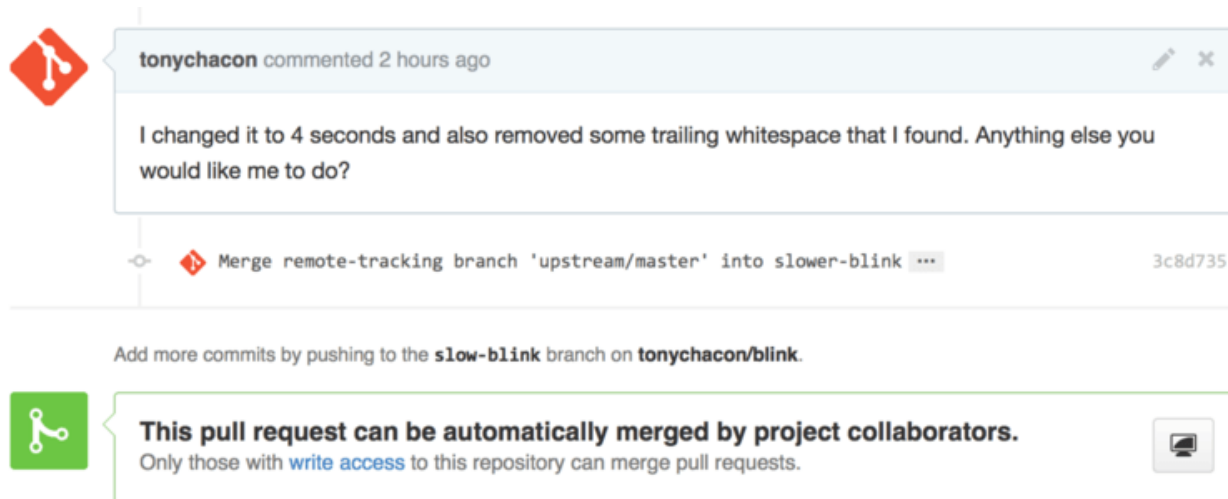 tonychacon commented 2 hours ago
I changed it to 4 seconds and also removed some trailing whitespace that I found. Anything else you
would like me to do?
Merge remote-tracking branch 'upstream/master' into slower-blink ... 3c8d735
Add more commits by pushing to the slow-blink branch on tonychacon/blink.
This pull request can be automatically merged by project collaborators.
Only those with write access to this repository can merge pull requests.